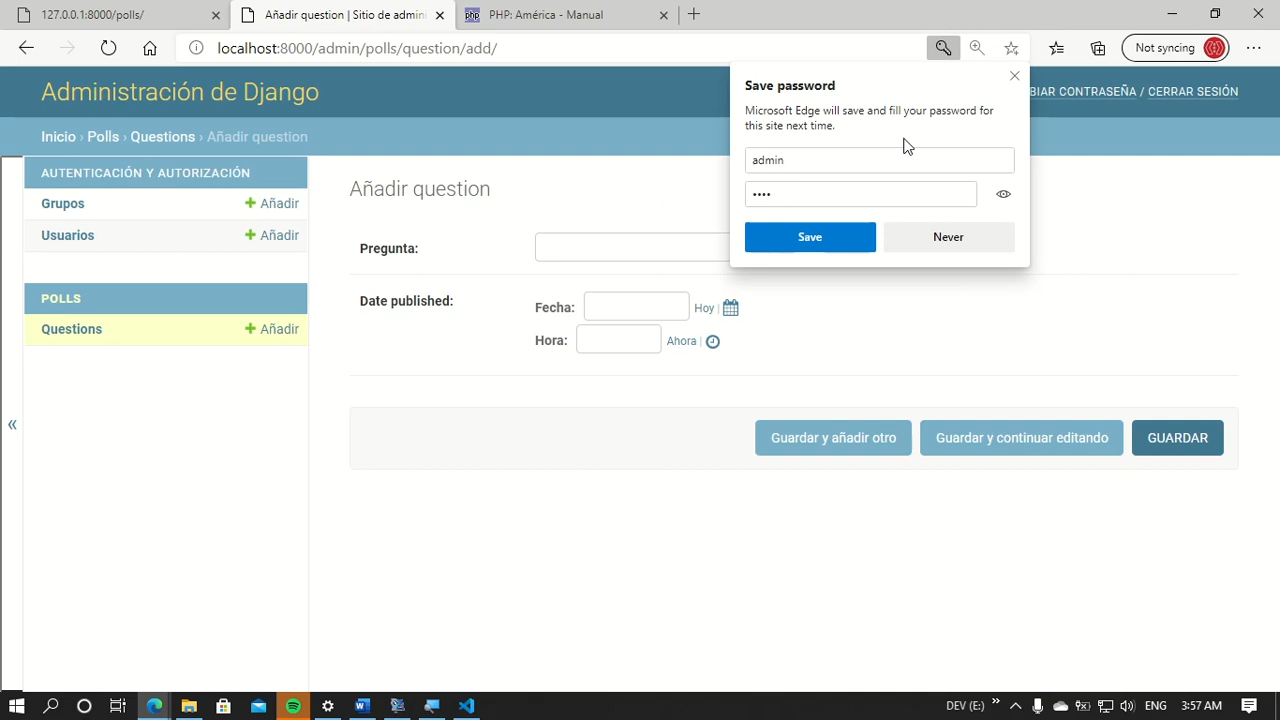 127.0.0.1:8000/polls/
Añadir question | Sitio de admin
PHP: América - Manual
localhost:8000/admin/polls/question/add/
Not syncing
Administración de Django
BIAR CONTRASEÑA / CERRAR SESIÓN
Inicio › Polls › Questions › Añadir question
Save password
Microsoft Edge will save and fill your password for
this site next time.
admin
Save
Never
AUTENTICACIÓN Y AUTORIZACIÓN
Grupos
Añadir
Usuarios
Añadir
POLLS
Questions
Añadir
Añadir question
Pregunta:
Date published:
Fecha:
Hoy |
Hora:
Ahora |
Guardar y añadir otro
Guardar y continuar editando
GUARDAR
DEV (E:)
ENG
3:57 AM